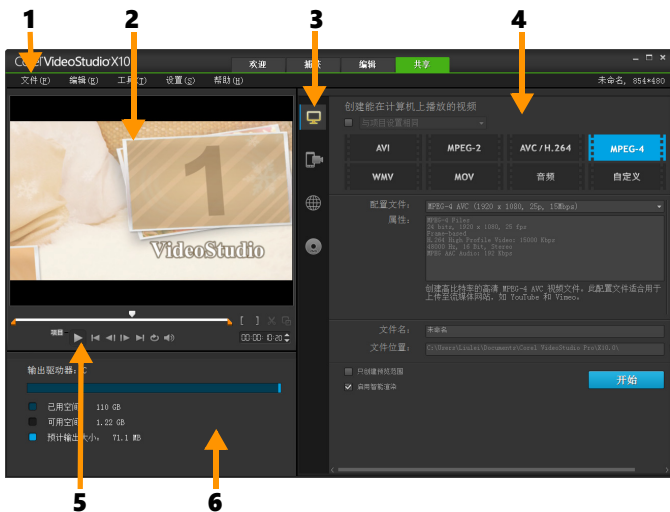 1 2 3 4
Corel VideoStudio X10
欢迎 捕获 编辑 共享
文件(F) 编辑(E) 工具(T) 设置(S) 帮助(H)
未命名, 854*480
创建能在计算机上播放的视频
与项目设置相同
AVI MPEG-2 AVC/H.264 MPEG-4
WMV MOV 音频 自定义
1
VideoStudio
配置文件: MPEG-4 AVC (1920 x 1080, 25p, 15Mbps)
属性: MPEG-4 Files
24 bits, 1920 x 1080, 25 fps
Frame-based
H.264 High Profile Video: 15000 Kbps
48000 Hz, 16 Bit, Stereo
MPEG AAC Audio: 192 Kbps
创建高比特率的高清 MPEG-4 AVC 视频文件。此配置文件适合用于
上传至流媒体网站，如 YouTube 和 Vimeo。
项目
00:00:10:20
文件名: 未命名
文件位置: C:\Users\Liulei\Documents\Corel VideoStudio Pro\X10.0\
只创建预览范围
启用智能渲染
开始
输出驱动器: C
已用空间: 110 GB
可用空间: 1.22 GB
预计输出大小: 71.1 MB
5 6